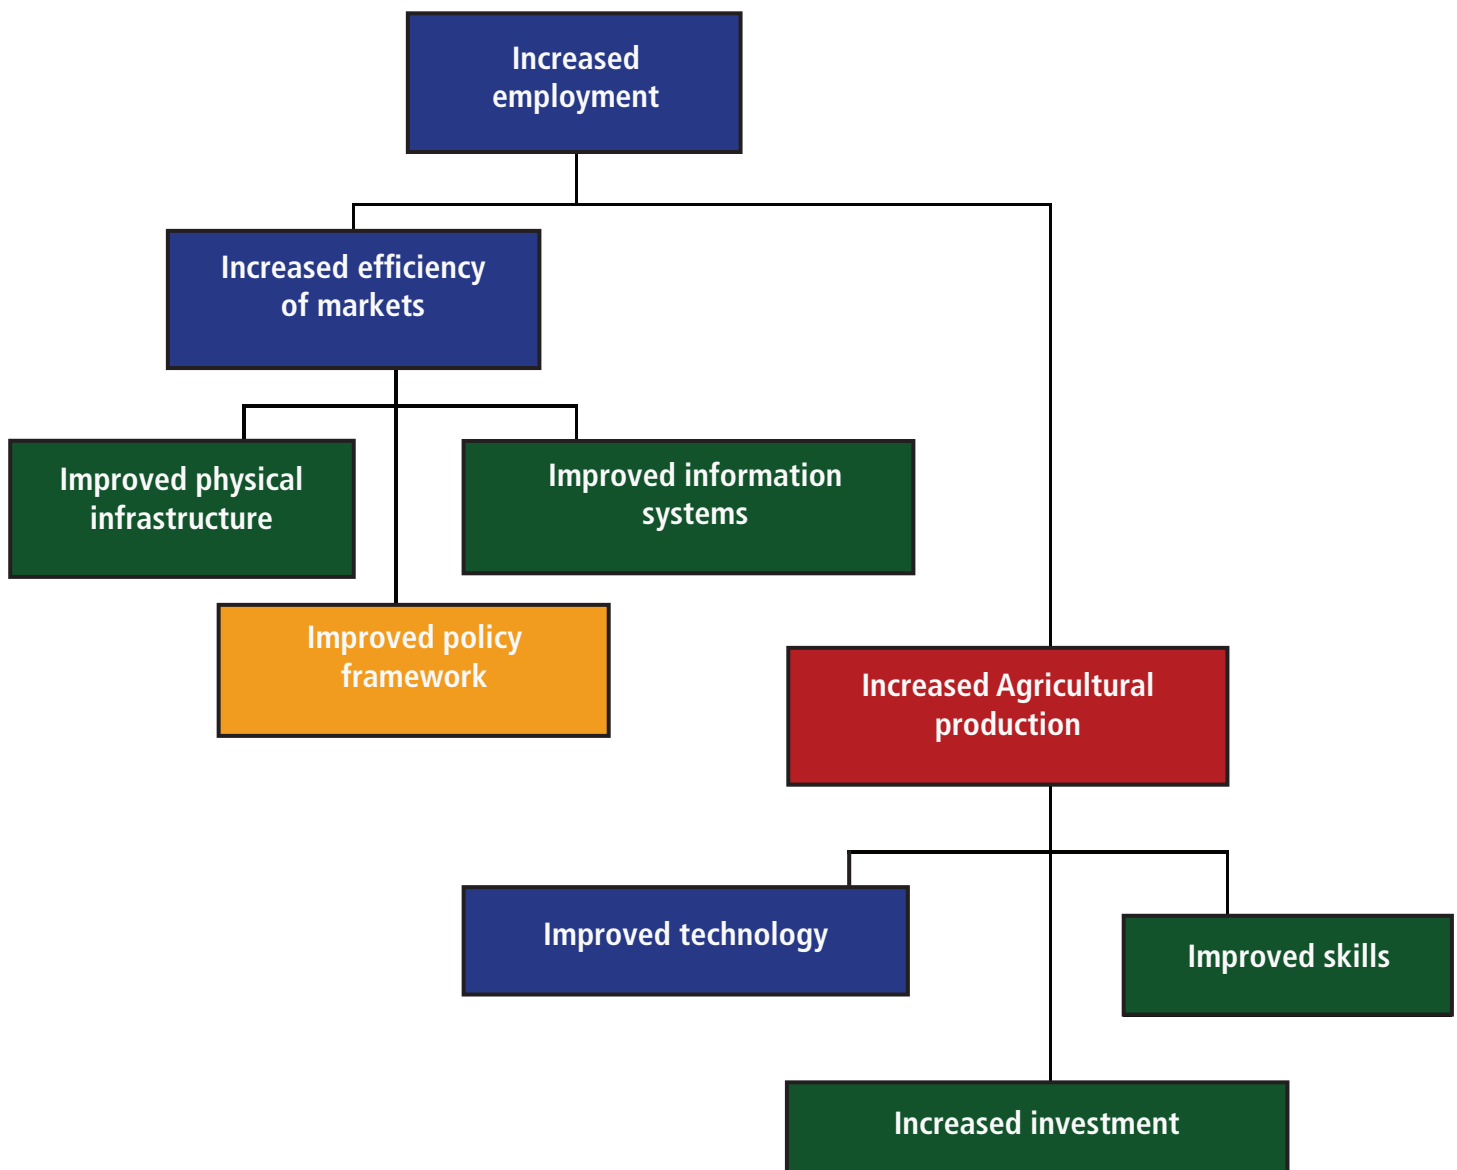 Increased
employment
Increased efficiency
of markets
Improved physical
infrastructure
Improved information
systems
Improved policy
framework
Increased Agricultural
production
Improved technology
Improved skills
Increased investment